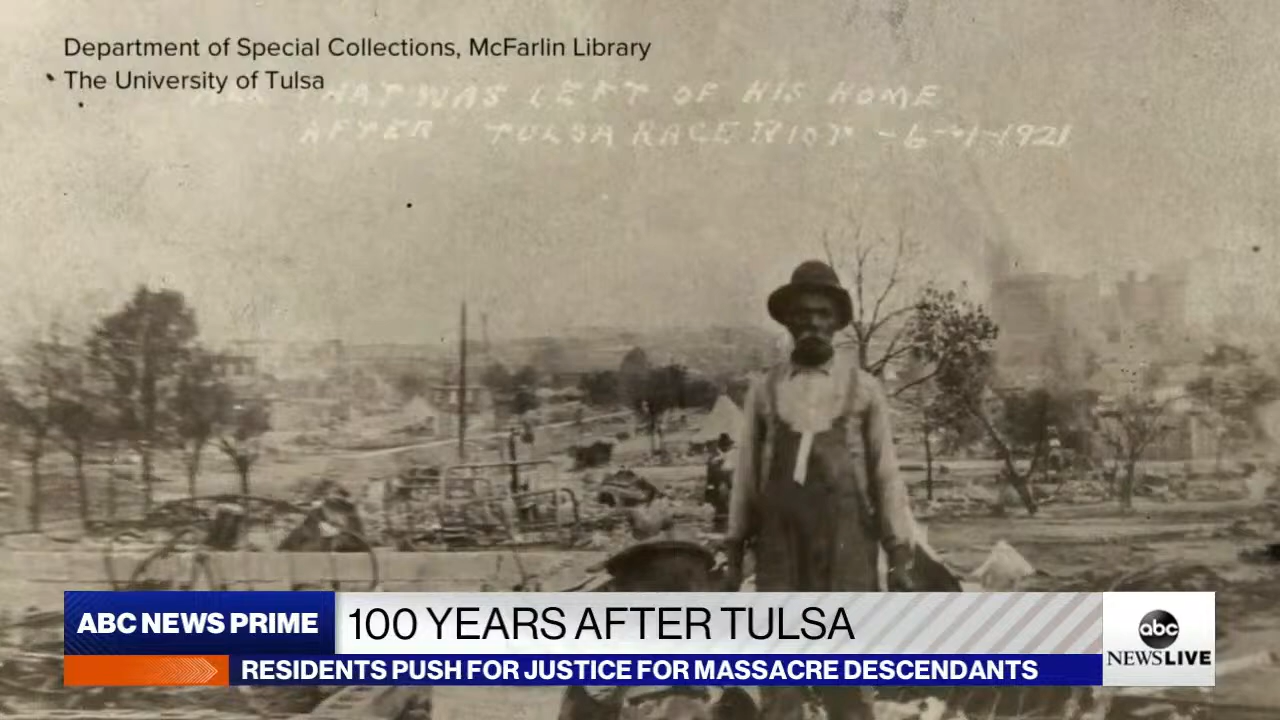 Department of Special Collections, McFarlin Library
The University of Tulsa
THAT WAS LEFT OF HIS HOME
AFTER TULSA RACE RIOT - 6-1-1921
ABC NEWS PRIME
100 YEARS AFTER TULSA
RESIDENTS PUSH FOR JUSTICE FOR MASSACRE DESCENDANTS
abc
NEWSLIVE